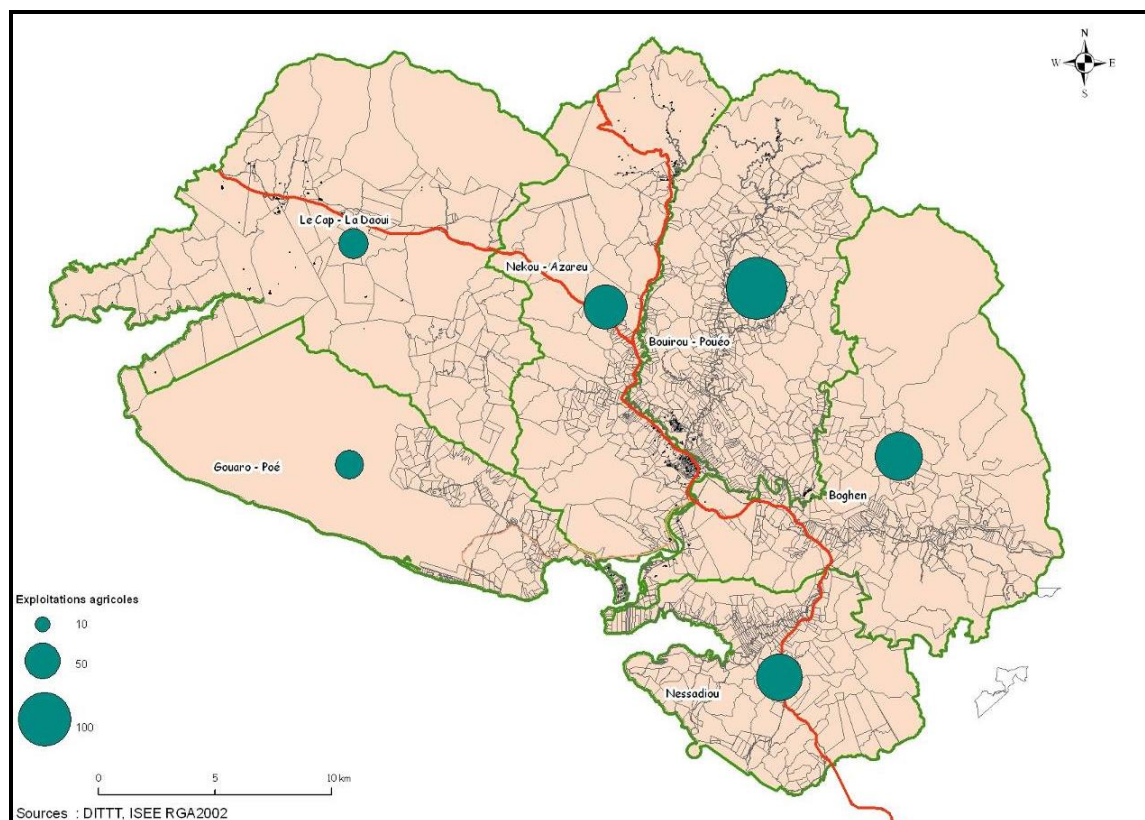 N
W E
S
Le Cap - La Daoui
Nekou - Azareu
Bouirou - Pouéo
Gouaro - Poé
Boghen
Nessadiou
Exploitations agricoles
10
50
100
0 5 10 km
Sources : DITTT, ISEE RGA2002